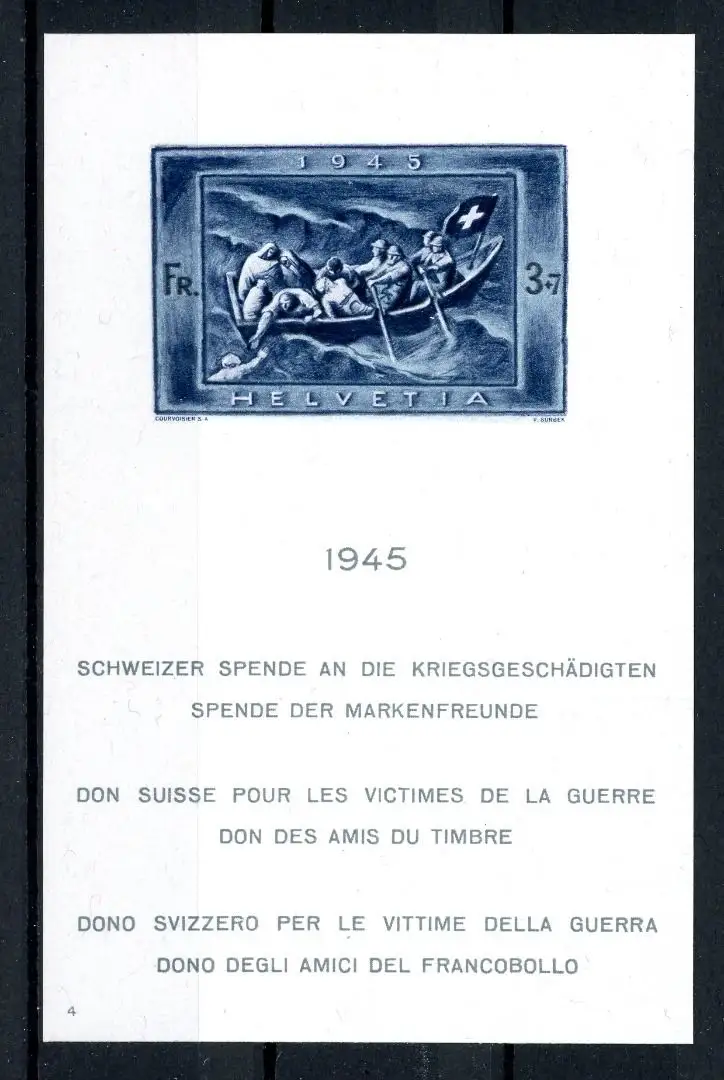 1945
FR. 3+7
HELVETIA
COURVOISIER S.A. V. SURBEK
1945
SCHWEIZER SPENDE AN DIE KRIEGSGESCHÄDIGTEN
SPENDE DER MARKENFREUNDE
DON SUISSE POUR LES VICTIMES DE LA GUERRE
DON DES AMIS DU TIMBRE
DONO SVIZZERO PER LE VITTIME DELLA GUERRA
DONO DEGLI AMICI DEL FRANCOBOLLO
4